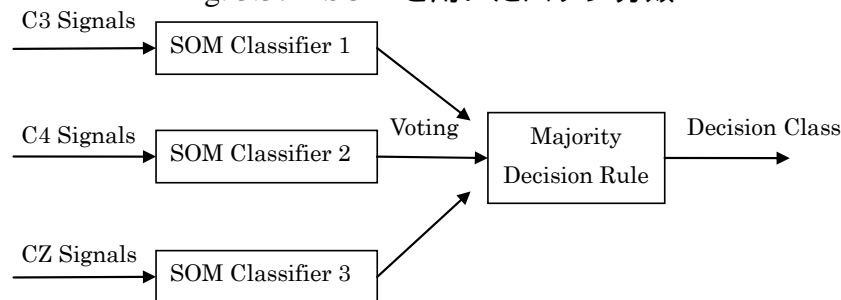 C3 Signals
SOM Classifier 1
C4 Signals
SOM Classifier 2
Voting
Majority
Decision Rule
Decision Class
CZ Signals
SOM Classifier 3